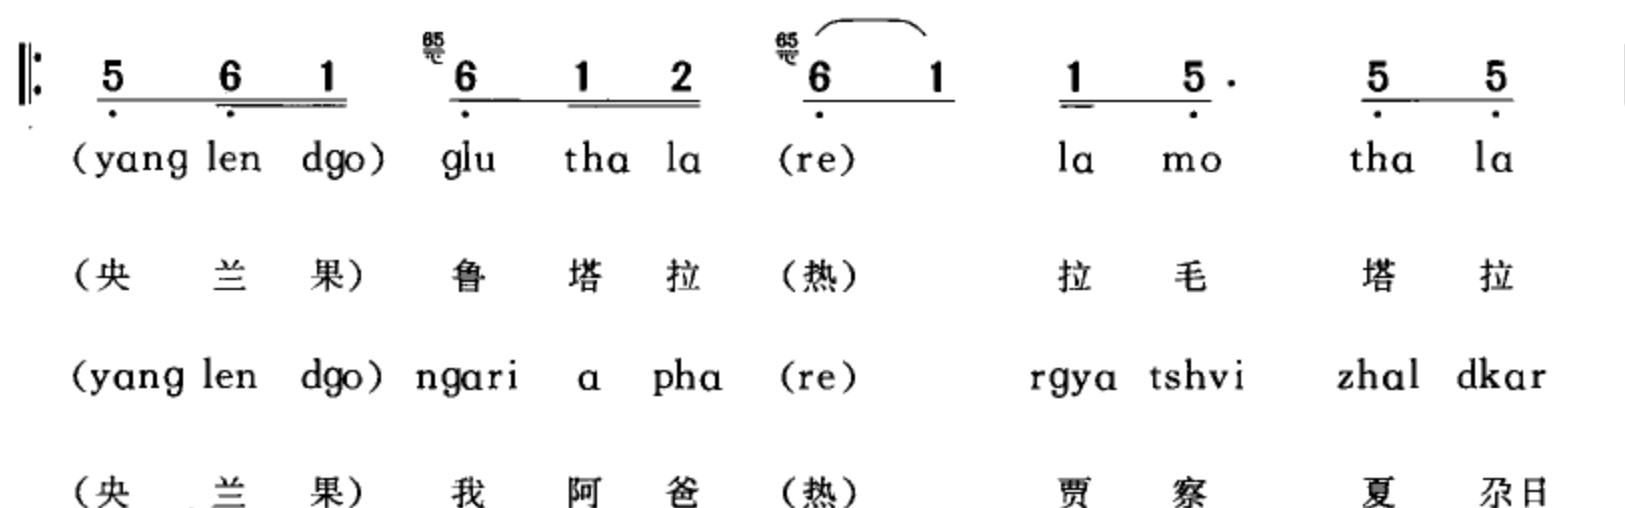 65 65
5 6 1 6 1 2 6 1 1 5 . 5 5
(yang len dgo) glu tha la (re) la mo tha la
(央 兰 果) 鲁 塔 拉 (热) 拉 毛 塔 拉
(yang len dgo) ngari a pha (re) rgya tshvi zhal dkar
(央 兰 果) 我 阿 爸 (热) 贾 察 夏 尕日